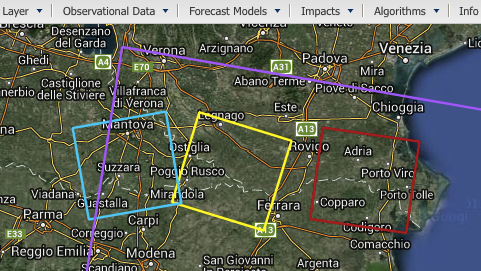 Layer ▾ Observational Data ▾ Forecast Models ▾ Impacts ▾ Algorithms ▾ Info
Brescia Desenzano del Garda Verona Arzignano Vicenza Venezia
Ghedi A4 E70 A31 Padova Mira
Castiglione delle Stiviere Villafranca di Verona Abano Terme Piove di Sacco
Mantova Legnago Este Chioggia
Ostiglia A13 Rovigo
Suzzara Poggio Rusco Adria Porto Viro
Viadana Guastalla Mirandola Porto Tolle
Parma Ferrara Copparo
E33 Correggio Carpi A13 Codigoro
Reggio Emilia Modena San Giovanni Comacchio
Scandiano in Persiceto